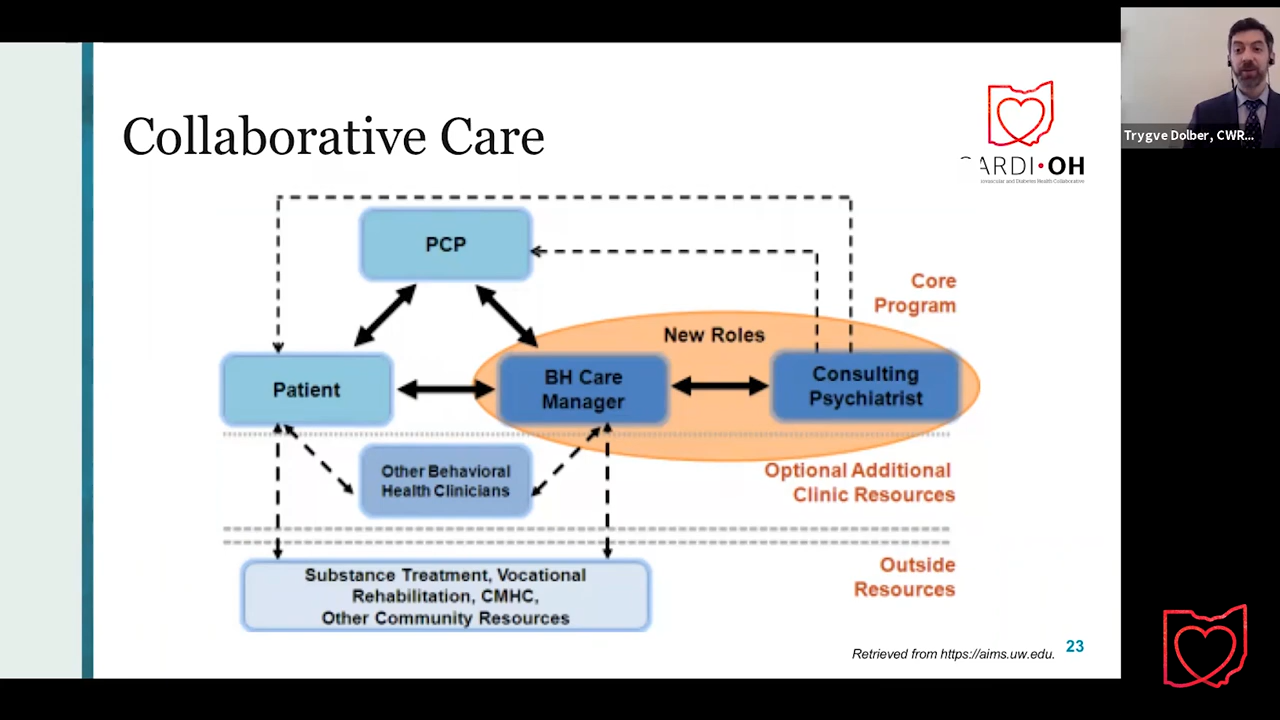 Collaborative Care
ARDI•OH
Trygve Dolber, CWR...
PCP
Core
Program
New Roles
Patient
BH Care
Manager
Consulting
Psychiatrist
Other Behavioral
Health Clinicians
Optional Additional
Clinic Resources
Substance Treatment, Vocational
Rehabilitation, CMHC,
Other Community Resources
Outside
Resources
Retrieved from https://aims.uw.edu.
23